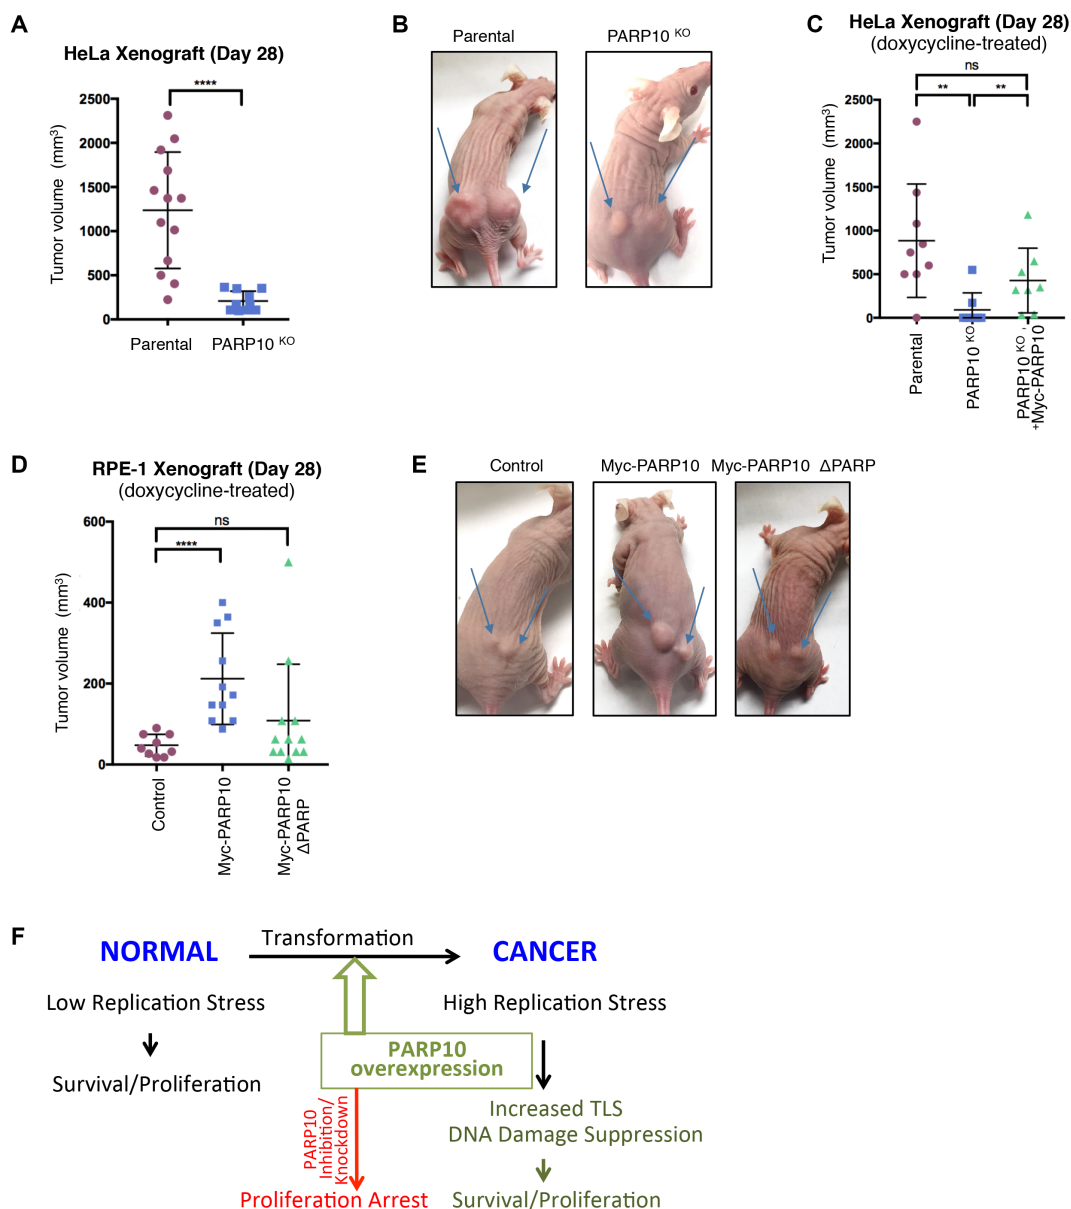 A
HeLa Xenograft (Day 28)
****
Tumor volume (mm3)
2500
2000
1500
1000
500
0
Parental
PARP10 KO
B
Parental
PARP10 KO
C
HeLa Xenograft (Day 28)
(doxycycline-treated)
ns
**
**
Tumor volume (mm3)
2500
2000
1500
1000
500
0
Parental
PARP10 KO
PARP10 KO,
+Myc-PARP10
D
RPE-1 Xenograft (Day 28)
(doxycycline-treated)
ns
****
Tumor volume (mm3)
600
400
200
0
Control
Myc-PARP10
Myc-PARP10
ΔPARP
E
Control
Myc-PARP10
Myc-PARP10 ΔPARP
F
NORMAL
Transformation
CANCER
Low Replication Stress
High Replication Stress
PARP10
overexpression
Survival/Proliferation
PARP10
Inhibition/
Knockdown
Increased TLS
DNA Damage Suppression
Proliferation Arrest
Survival/Proliferation